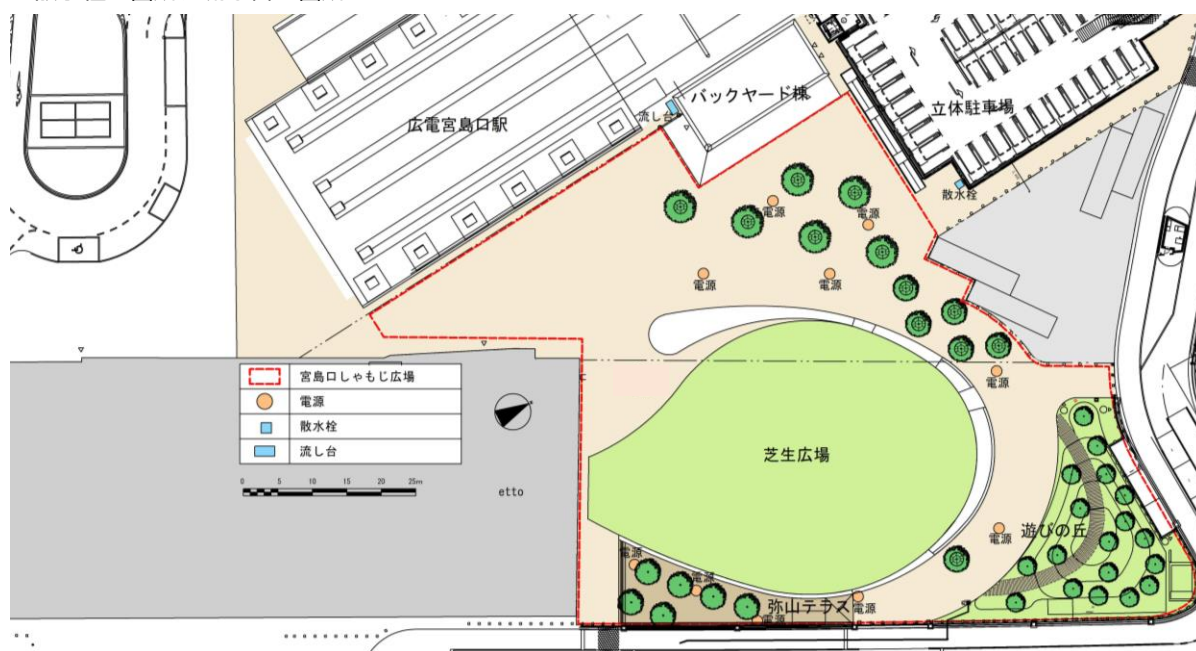 バックヤード棟
立体駐車場
広電宮島口駅
流し台
散水栓
電源
電源
電源
電源
宮島口しゃもじ広場
電源
電源
散水栓
流し台
0 5 10 15 20 25m
etto
芝生広場
電源
遊びの丘
電源
電源
弥山テラス
電源
電源